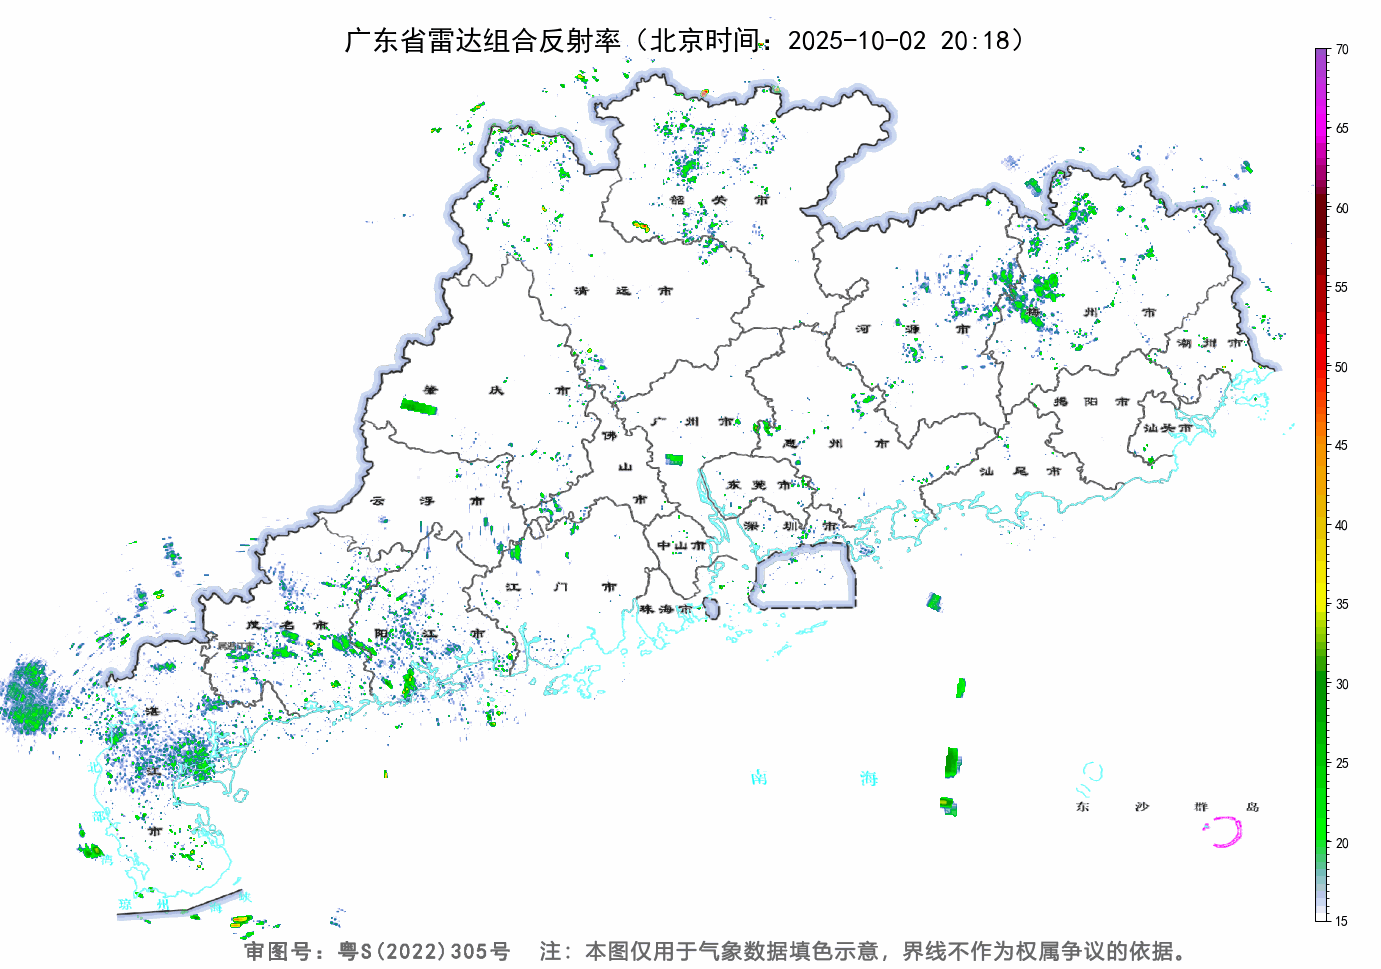 广东省雷达组合反射率（北京时间：2025-10-02 20:18）
70
65
60
55
50
45
40
35
30
25
20
15
韶关市
清远市
河源市
梅州市
潮州市
肇庆市
广州市
佛山市
惠州市
揭阳市
汕头市
汕尾市
云浮市
东莞市
深圳市
中山市
江门市
珠海市
茂名市
阳江市
湛江市
南海
东沙群岛
北部湾
琼州海峡
审图号：粤S(2022)305号 注：本图仅用于气象数据填色示意，界线不作为权属争议的依据。